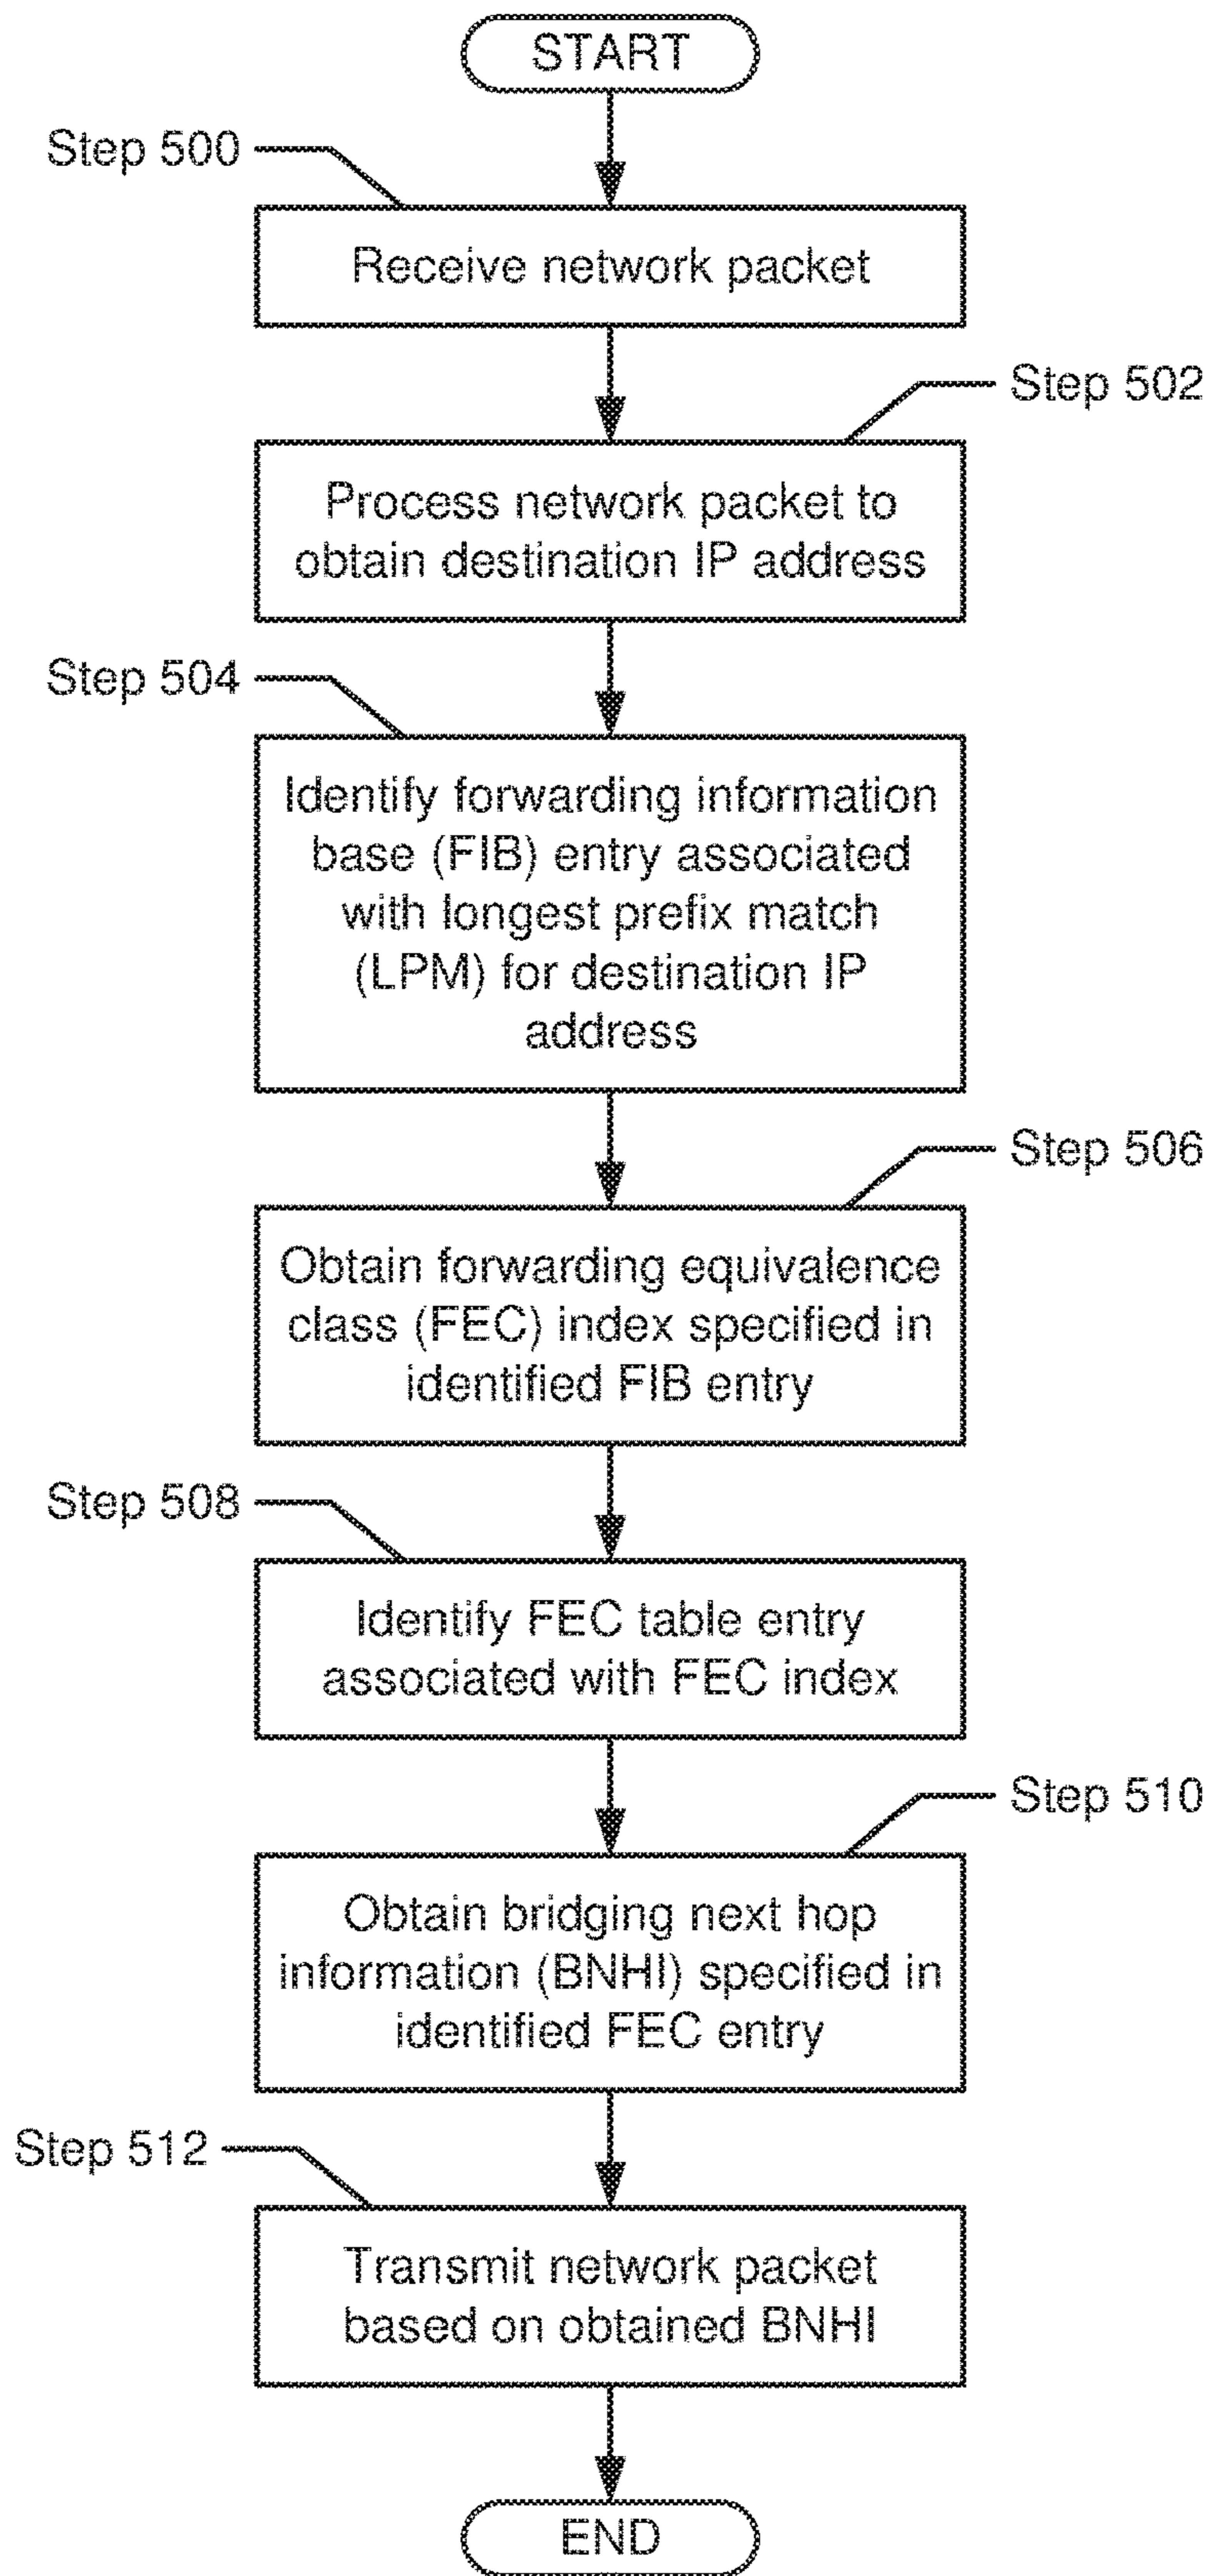 START
Step 500
Receive network packet
Step 502
Process network packet to
obtain destination IP address
Step 504
Identify forwarding information
base (FIB) entry associated
with longest prefix match
(LPM) for destination IP
address
Step 506
Obtain forwarding equivalence
class (FEC) index specified in
identified FIB entry
Step 508
Identify FEC table entry
associated with FEC index
Step 510
Obtain bridging next hop
information (BNHI) specified in
identified FEC entry
Step 512
Transmit network packet
based on obtained BNHI
END